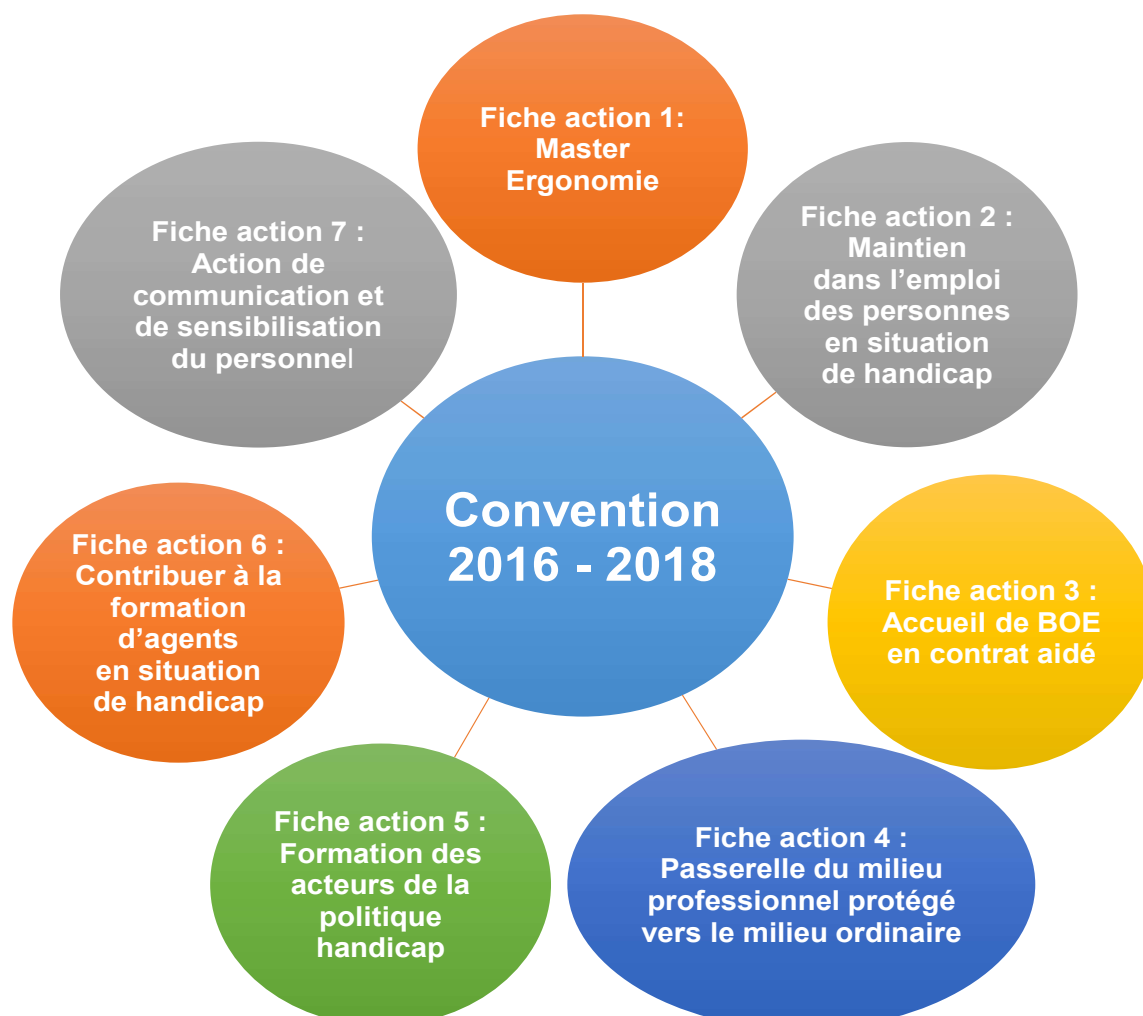 Fiche action 1:
Master
Ergonomie
Fiche action 2 :
Maintien
dans l’emploi
des personnes
en situation
de handicap
Fiche action 3 :
Accueil de BOE
en contrat aidé
Fiche action 4 :
Passerelle du milieu
professionnel protégé
vers le milieu ordinaire
Fiche action 5 :
Formation des
acteurs de la
politique
handicap
Fiche action 6 :
Contribuer à la
formation
d’agents
en situation
de handicap
Fiche action 7 :
Action de
communication et
de sensibilisation
du personnel
Convention
2016 - 2018